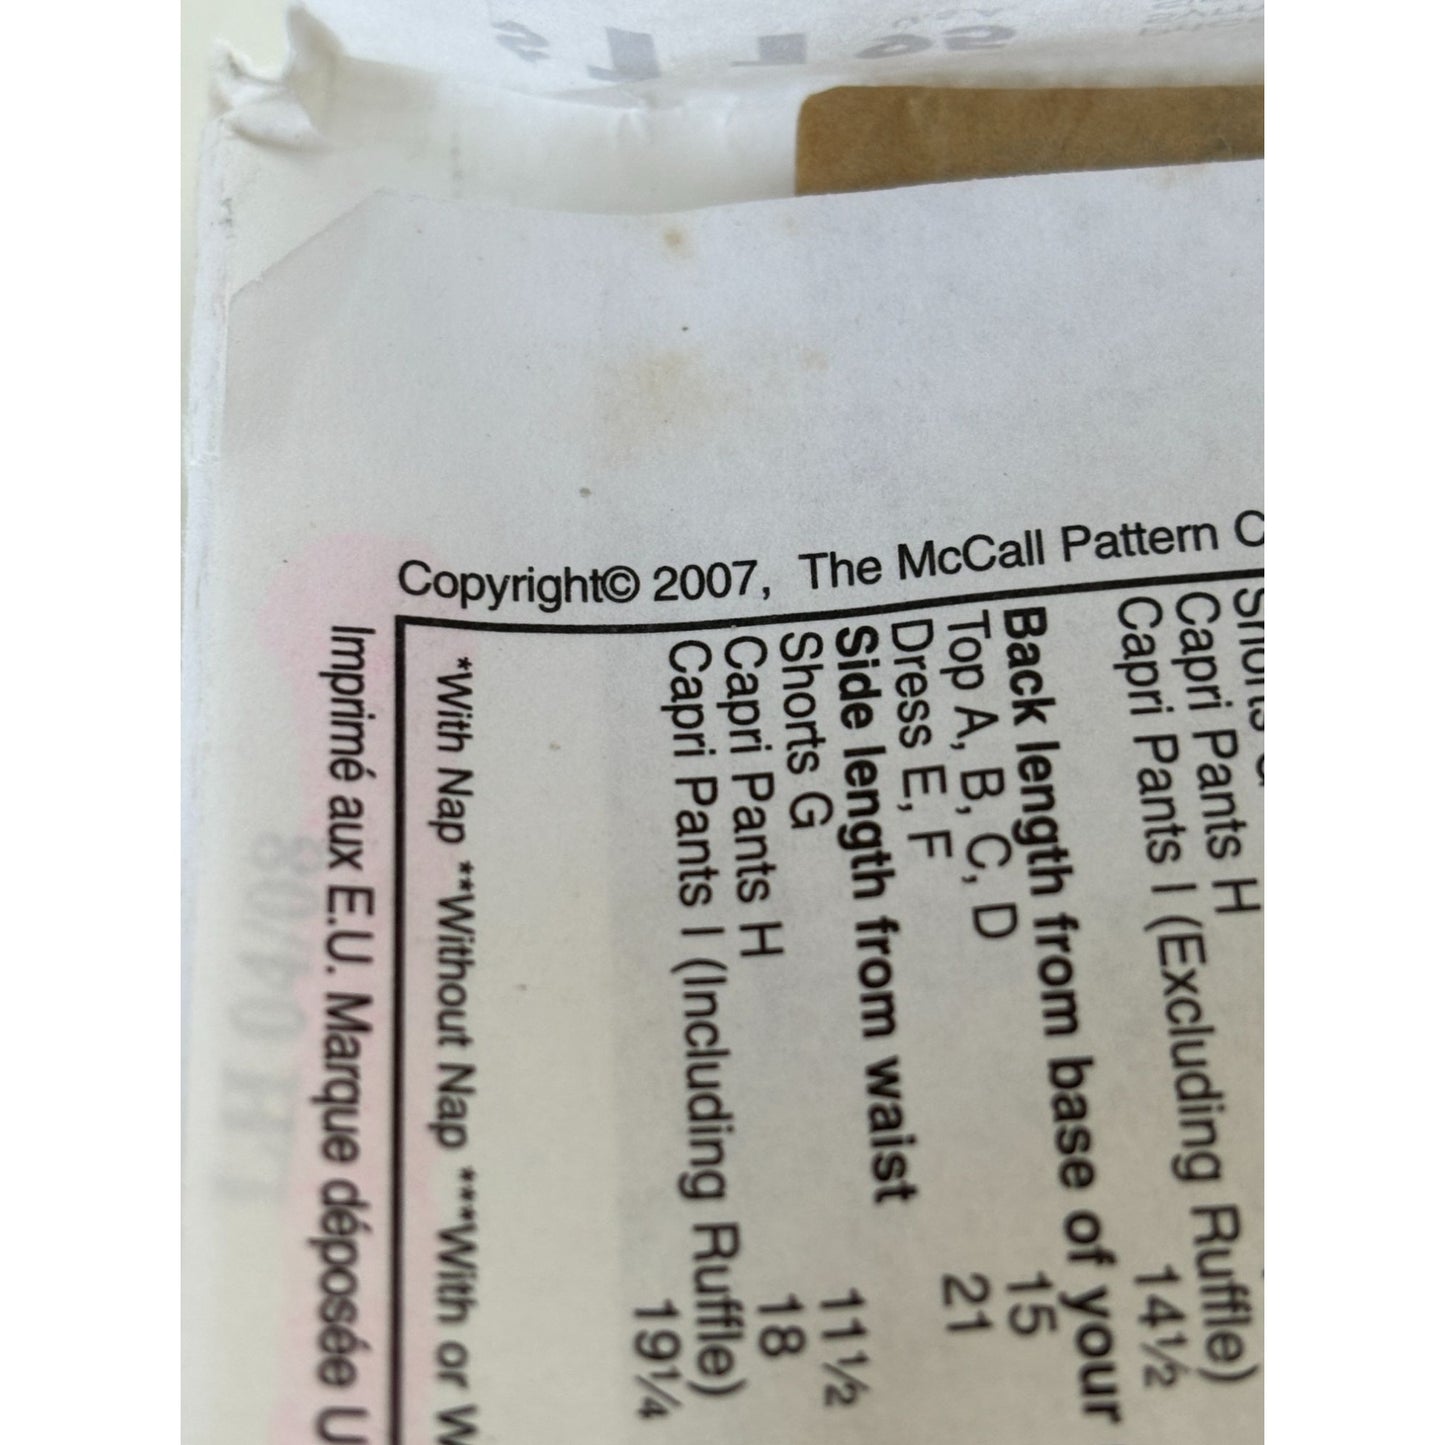 Copyright© 2007, The McCall Pattern C
Capri Pants H
Capri Pants I (Excluding Ruffle) 14½
Back length from base of your
Top A, B, C, D 15
Dress E, F 21
Side length from waist
Shorts G 11½
Capri Pants H 18
Capri Pants I (Including Ruffle) 19¼
*With Nap **Without Nap ***With or W
Imprimé aux E.U. Marque déposée U